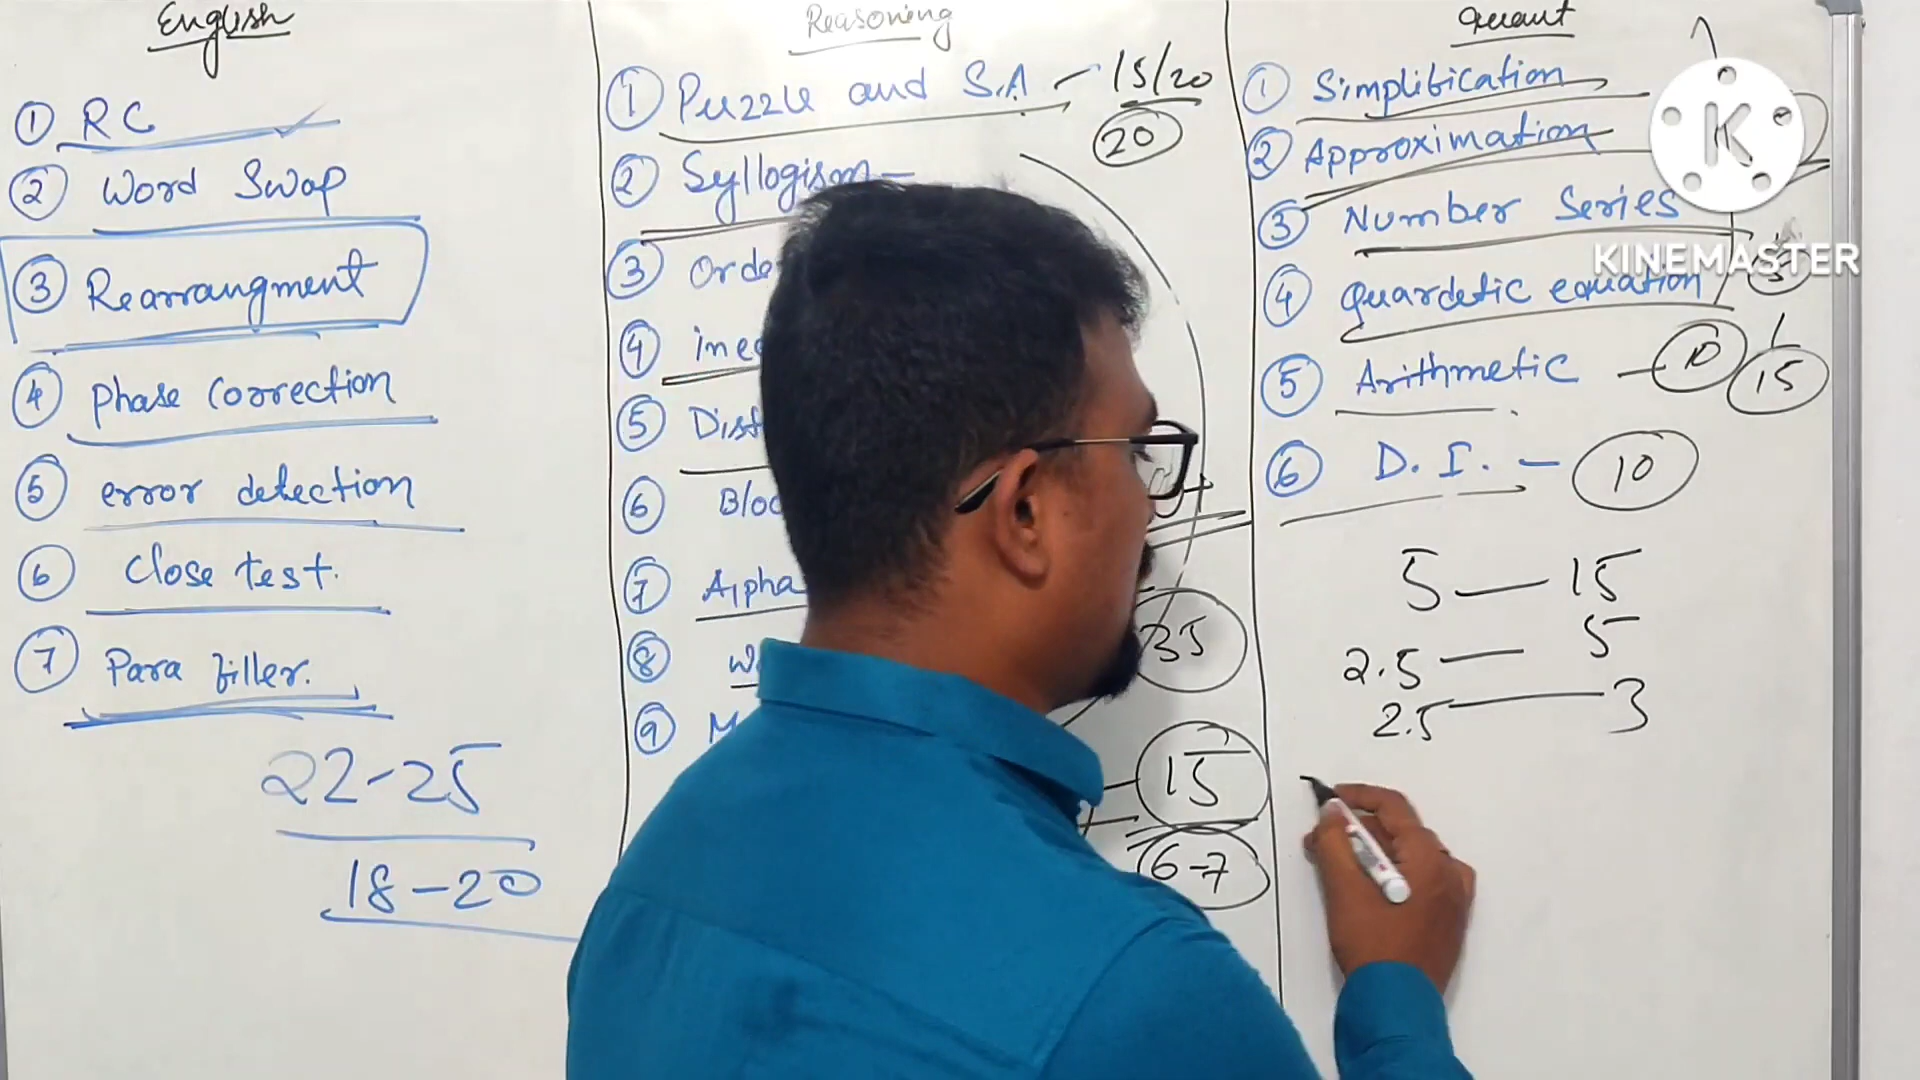 English
① RC
② Word Swap
③ Rearrangment
④ Phase Correction
⑤ error detection
⑥ Close test.
⑦ Para filler.
22-25
18-20
Reasoning
① Puzzle and S.A - 15/20
20
② Syllogism -
③ Orde
④ ineq
⑤ Dist
⑥ Bloo
⑦ Alpha
⑧ W
⑨ M
35
15
6-7
Quant
① Simplification
② Approximation
③ Number Series
④ Quardetic equation
⑤ Arithmetic - 10
15
⑥ D.I. - 10
5 - 15
2.5 - 5
2.5 - 3
K
KINEMASTER